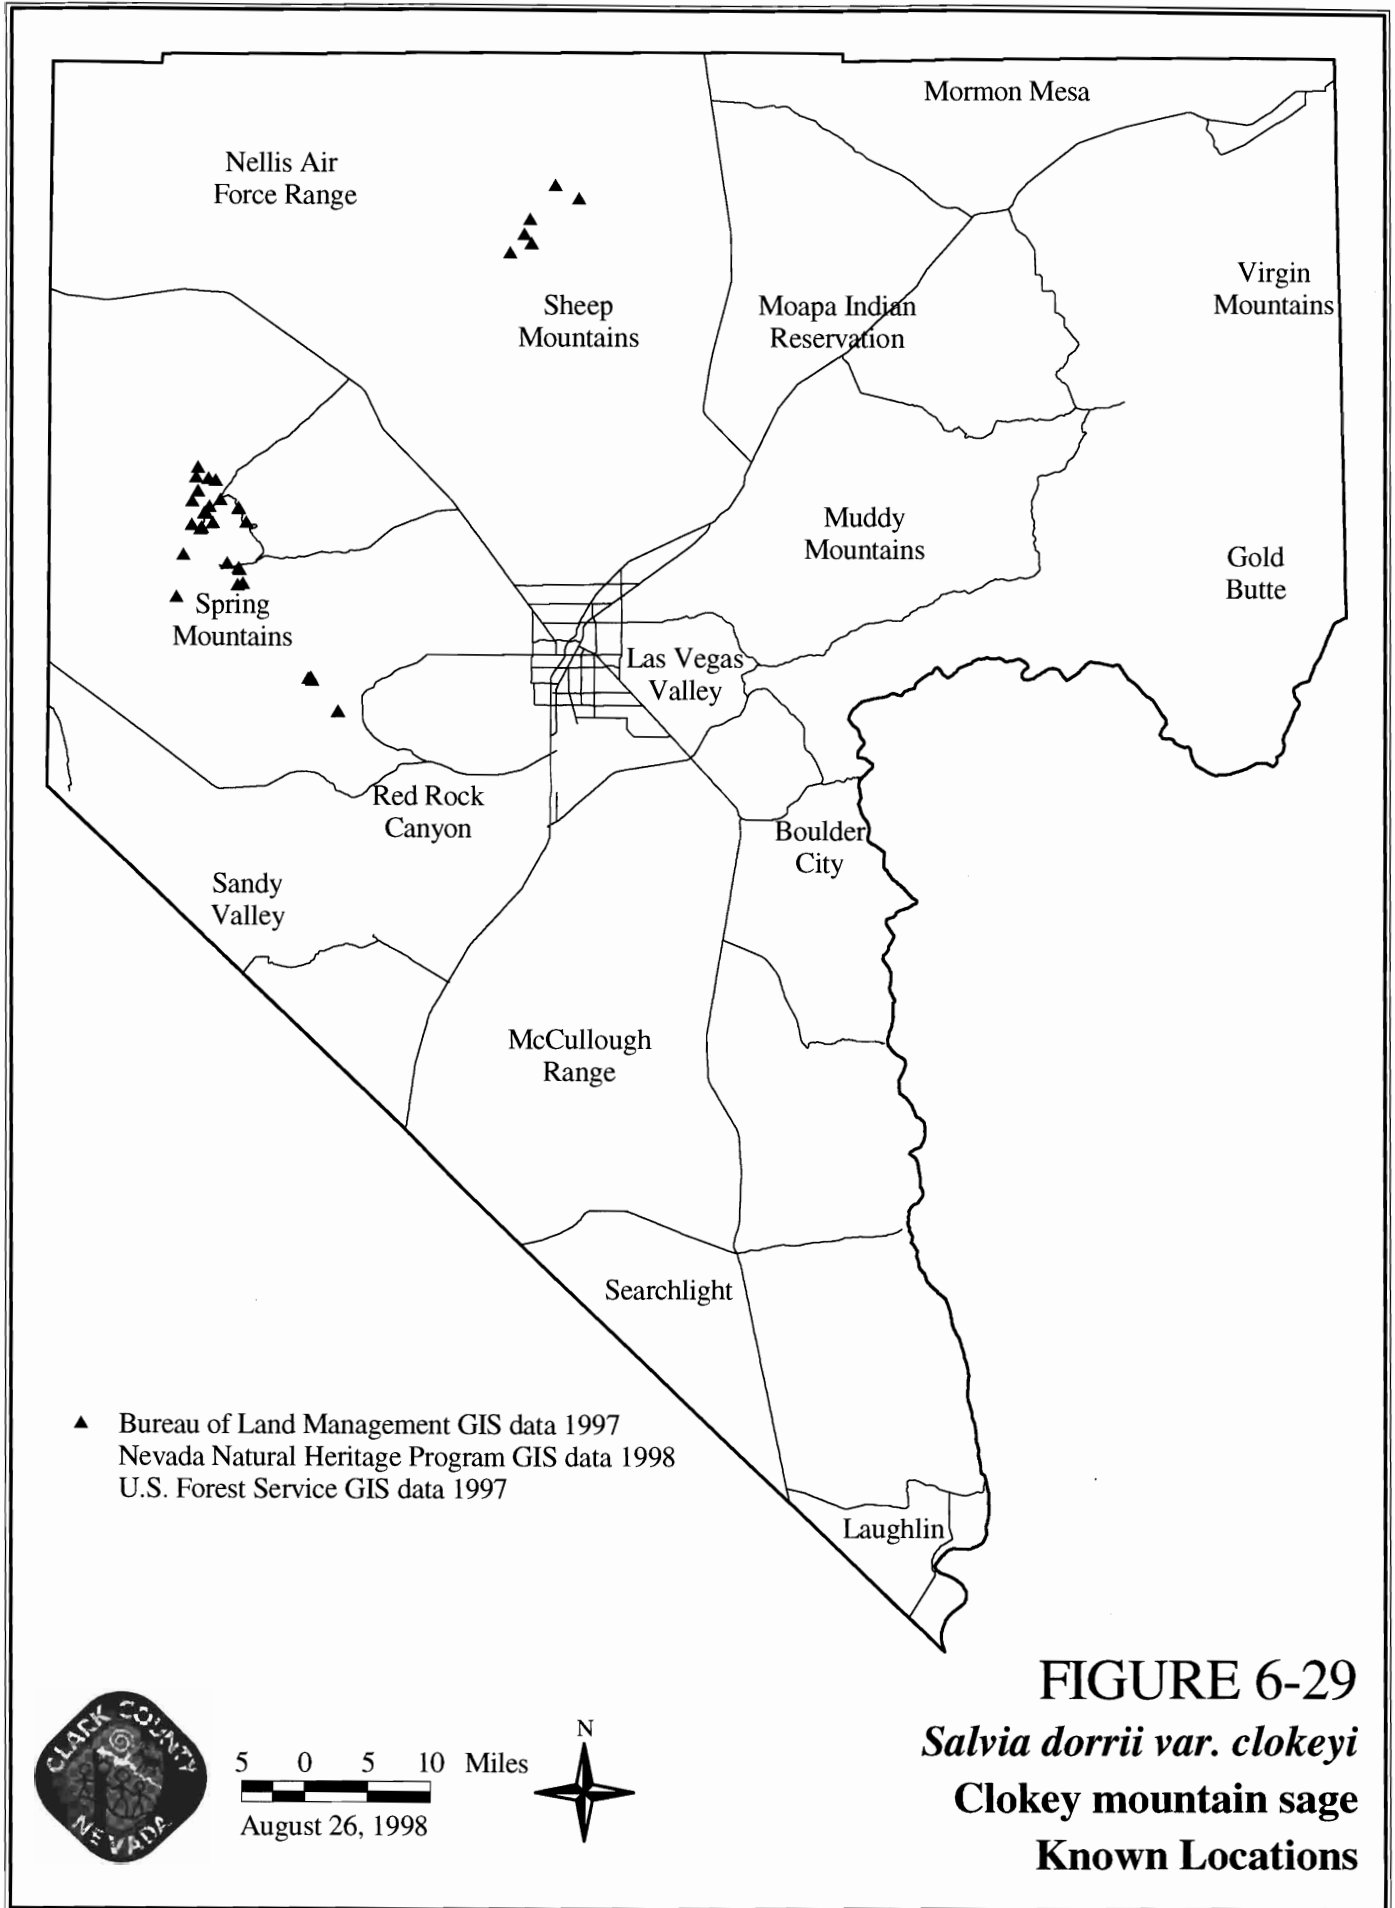 Mormon Mesa
Nellis Air
Force Range
Virgin
Mountains
Sheep
Mountains
Moapa Indian
Reservation
Muddy
Mountains
Gold
Butte
Spring
Mountains
Las Vegas
Valley
Red Rock
Canyon
Boulder
City
Sandy
Valley
McCullough
Range
Searchlight
Bureau of Land Management GIS data 1997
Nevada Natural Heritage Program GIS data 1998
U.S. Forest Service GIS data 1997
Laughlin
CLARK COUNTY
NEVADA
5 0 5 10 Miles
August 26, 1998
N
FIGURE 6-29
Salvia dorrii var. clokeyi
Clokey mountain sage
Known Locations